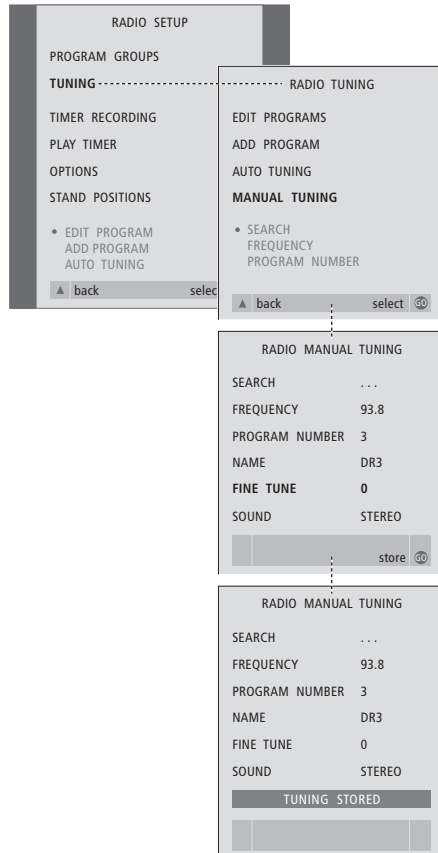 RADIO SETUP
PROGRAM GROUPS
TUNING
TIMER RECORDING
PLAY TIMER
OPTIONS
STAND POSITIONS
• EDIT PROGRAM
ADD PROGRAM
AUTO TUNING
▲ back selec
RADIO TUNING
EDIT PROGRAMS
ADD PROGRAM
AUTO TUNING
MANUAL TUNING
• SEARCH
FREQUENCY
PROGRAM NUMBER
▲ back select GO
RADIO MANUAL TUNING
SEARCH . . .
FREQUENCY 93.8
PROGRAM NUMBER 3
NAME DR3
FINE TUNE 0
SOUND STEREO
store GO
RADIO MANUAL TUNING
SEARCH . . .
FREQUENCY 93.8
PROGRAM NUMBER 3
NAME DR3
FINE TUNE 0
SOUND STEREO
TUNING STORED